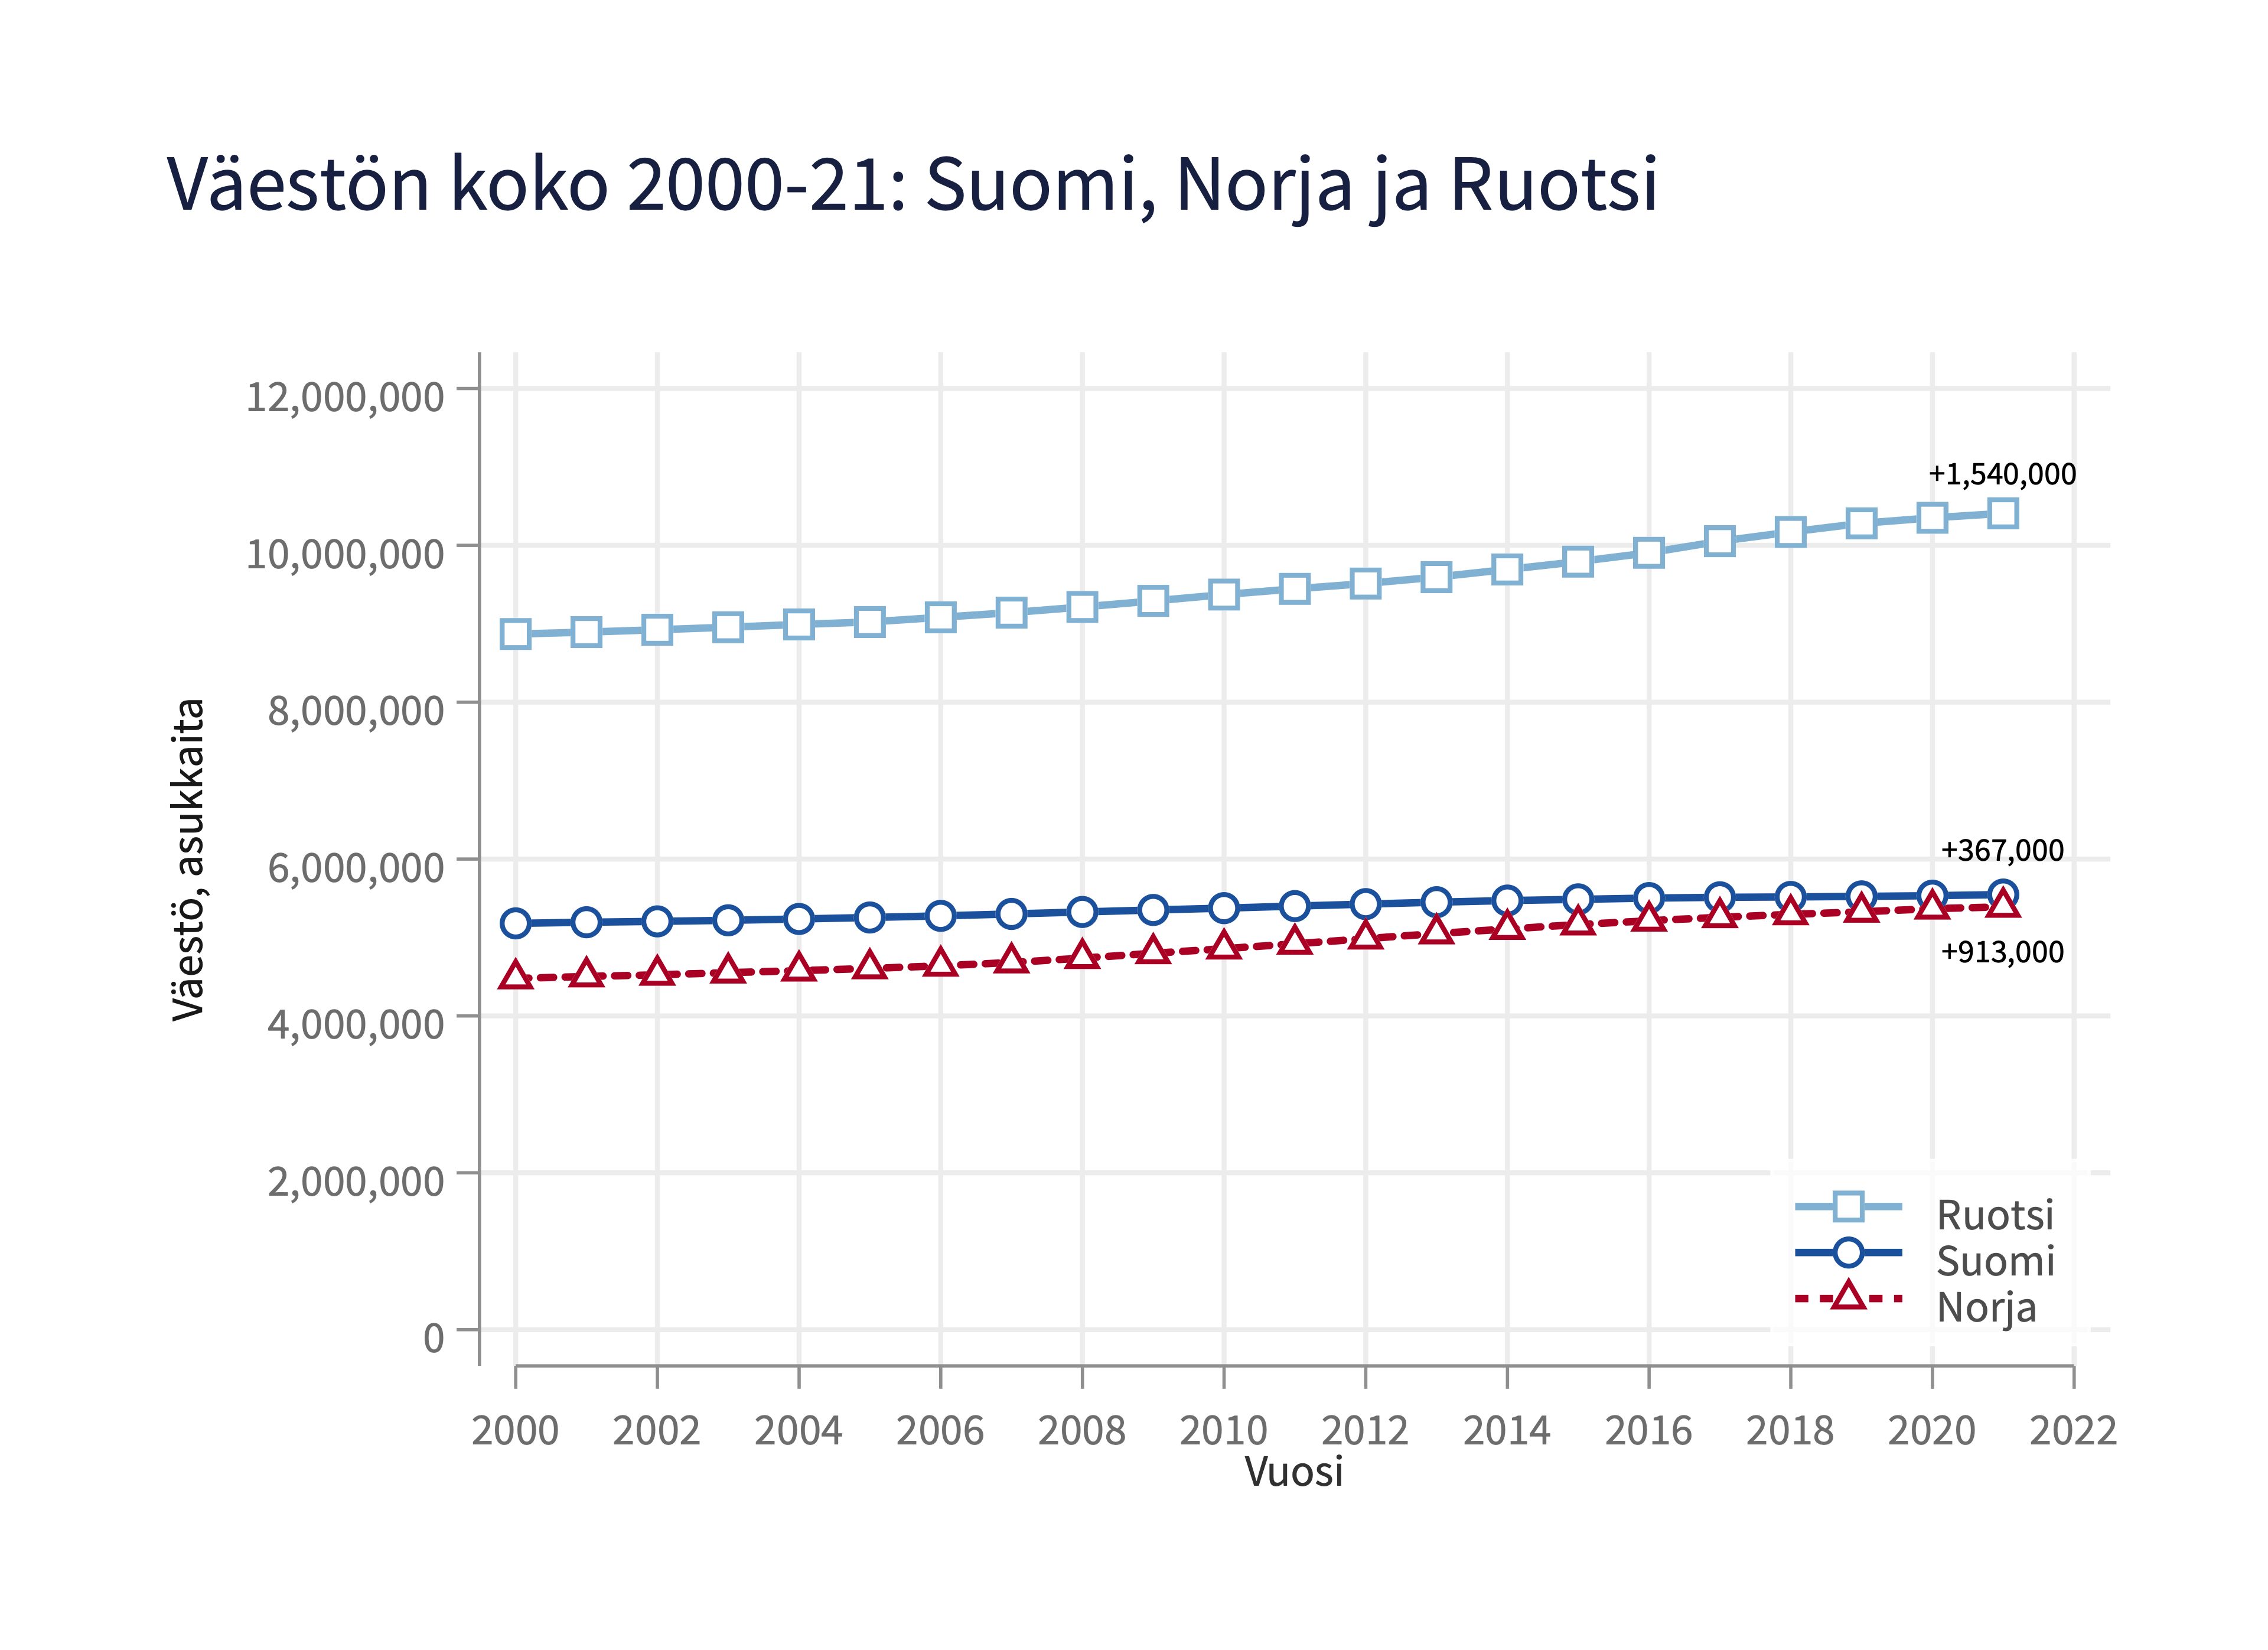 Väestön koko 2000-21: Suomi, Norja ja Ruotsi
Väestö, asukkaita
12,000,000
10,000,000
8,000,000
6,000,000
4,000,000
2,000,000
0
+1,540,000
+367,000
+913,000
Ruotsi
Suomi
Norja
2000 2002 2004 2006 2008 2010 2012 2014 2016 2018 2020 2022
Vuosi